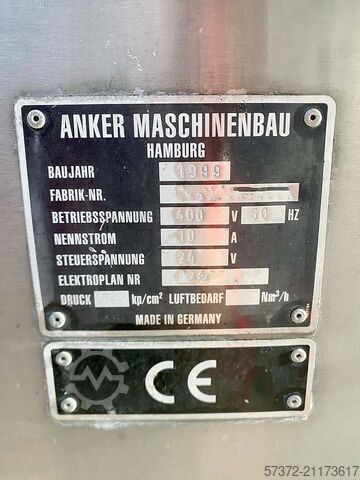 ANKER MASCHINENBAU
HAMBURG
BAUJAHR 1999
FABRIK-NR.
BETRIEBSSPANNUNG 400 V 50 HZ
NENNSTROM 10 A
STEUERSPANNUNG 24 V
ELEKTROPLAN NR
DRUCK kp/cm² LUFTBEDARF Nm³/h
MADE IN GERMANY
CE
57372-21173617